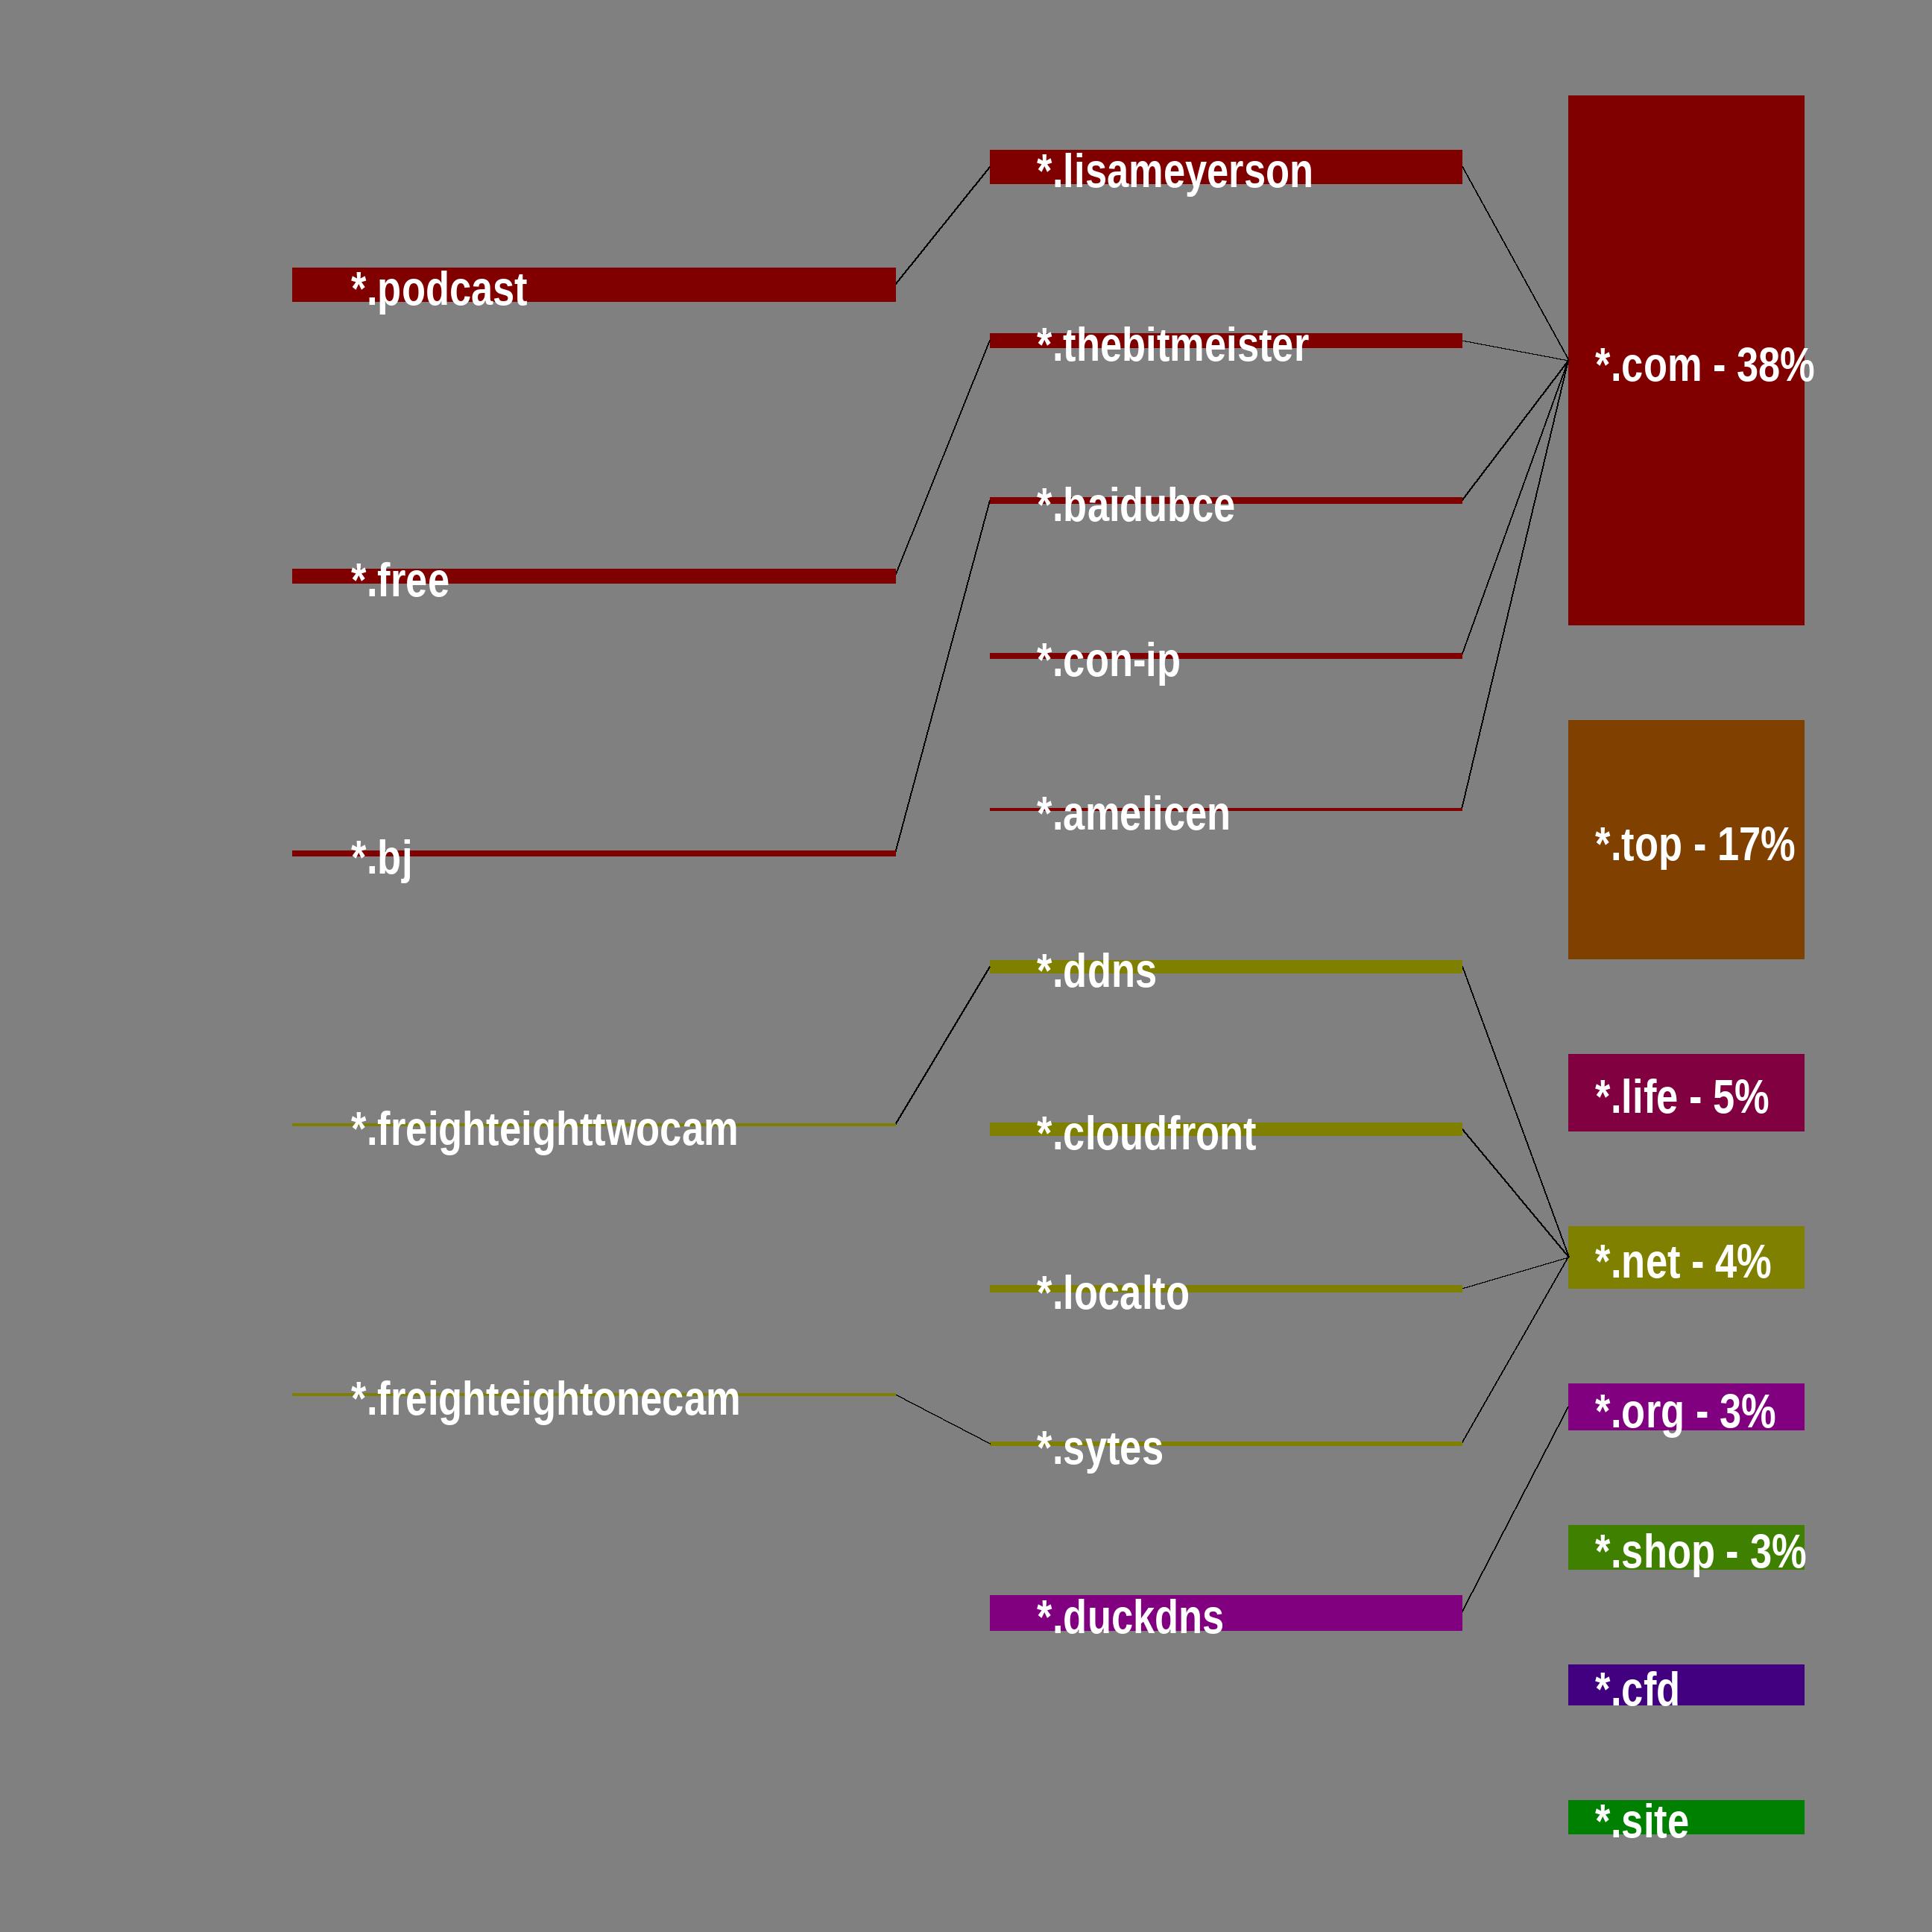 *.podcast
*.free
*.bj
*.freighteighttwocam
*.freighteightonecam
*.lisameyerson
*.thebitmeister
*.baidubce
*.con-ip
*.amelicen
*.ddns
*.cloudfront
*.localto
*.sytes
*.duckdns
*.com - 38%
*.top - 17%
*.life - 5%
*.net - 4%
*.org - 3%
*.shop - 3%
*.cfd
*.site